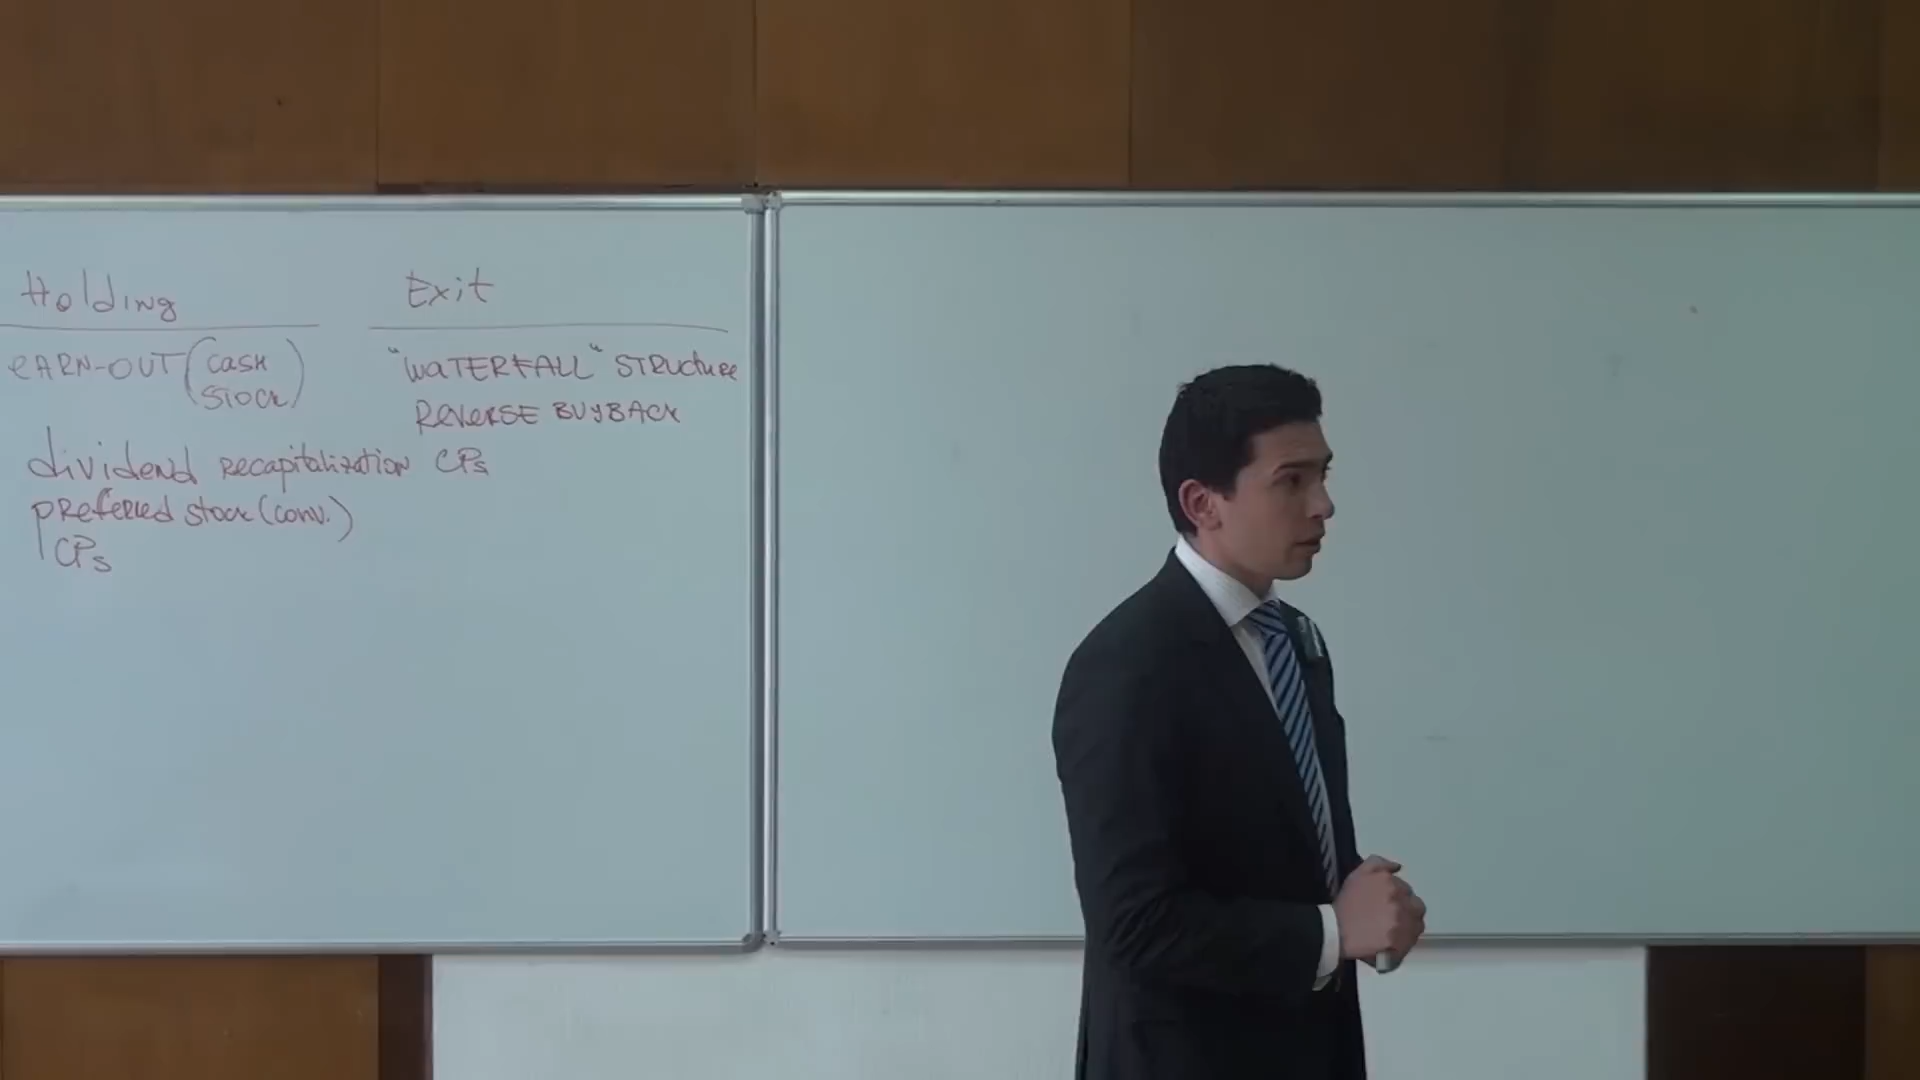 Holding
EARN-OUT (CASH
STOCK)
dividend recapitalization
preferred stock (conv.)
CPs
Exit
"WATERFALL" STRUCTURE
REVERSE BUYBACK
CPs